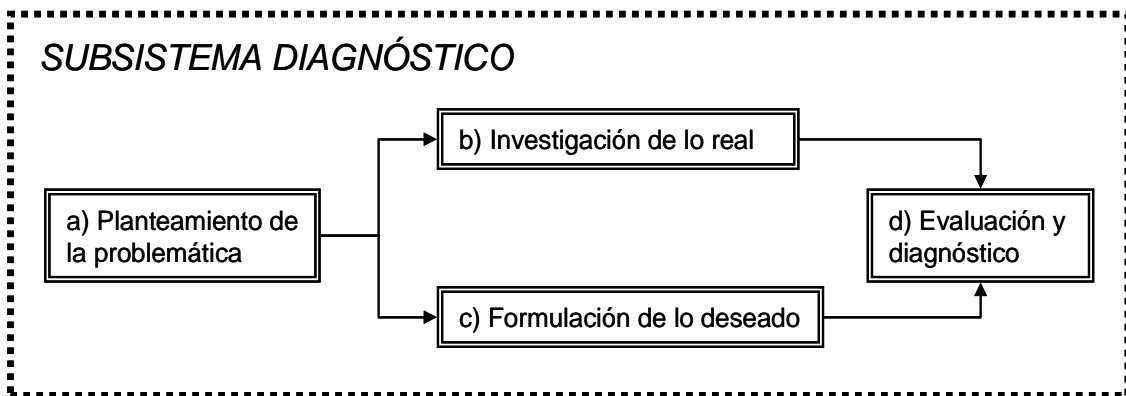 SUBSISTEMA DIAGNÓSTICO
b) Investigación de lo real
a) Planteamiento de
la problemática
d) Evaluación y
diagnóstico
c) Formulación de lo deseado